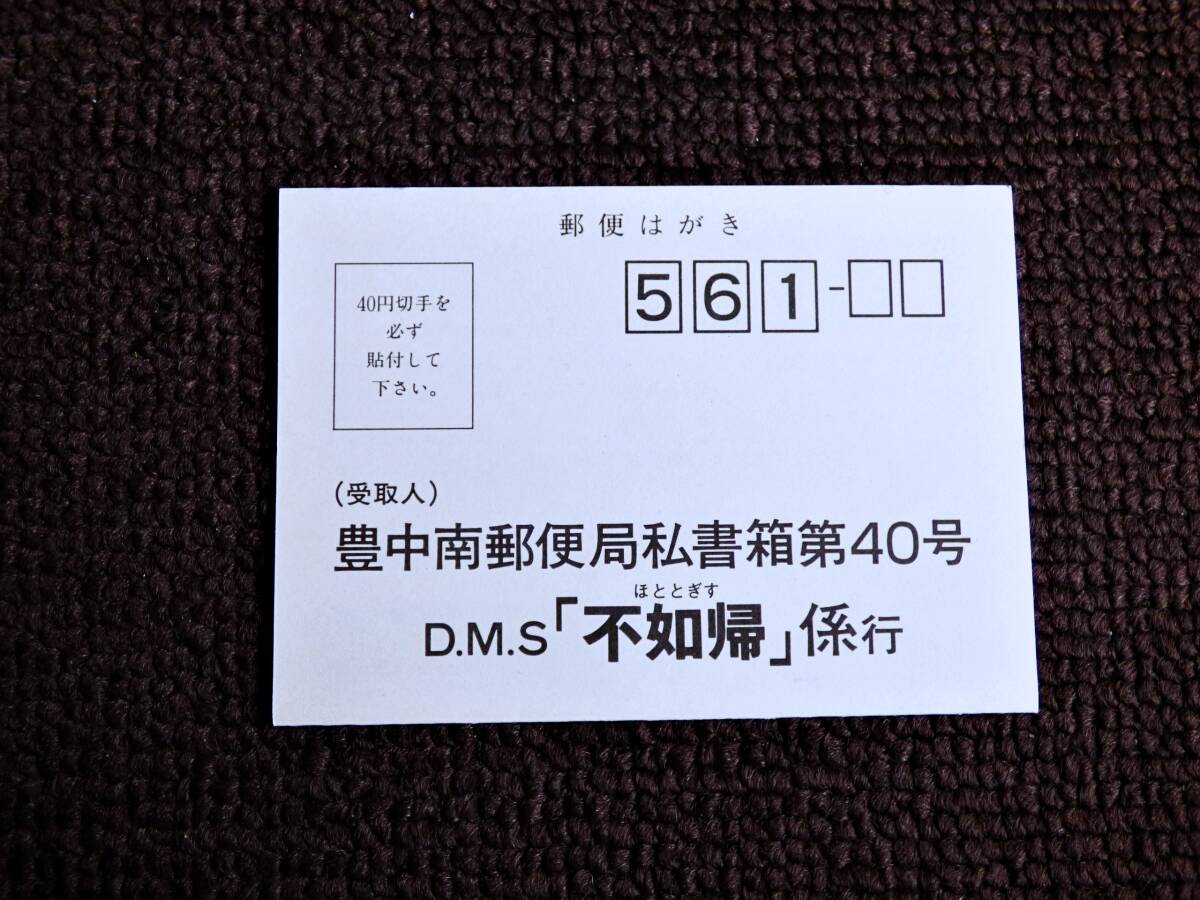 郵便はがき
40円切手を
必ず
貼付して
下さい。
561-
(受取人)
豊中南郵便局私書箱第40号
ほととぎす
D.M.S「不如帰」係行